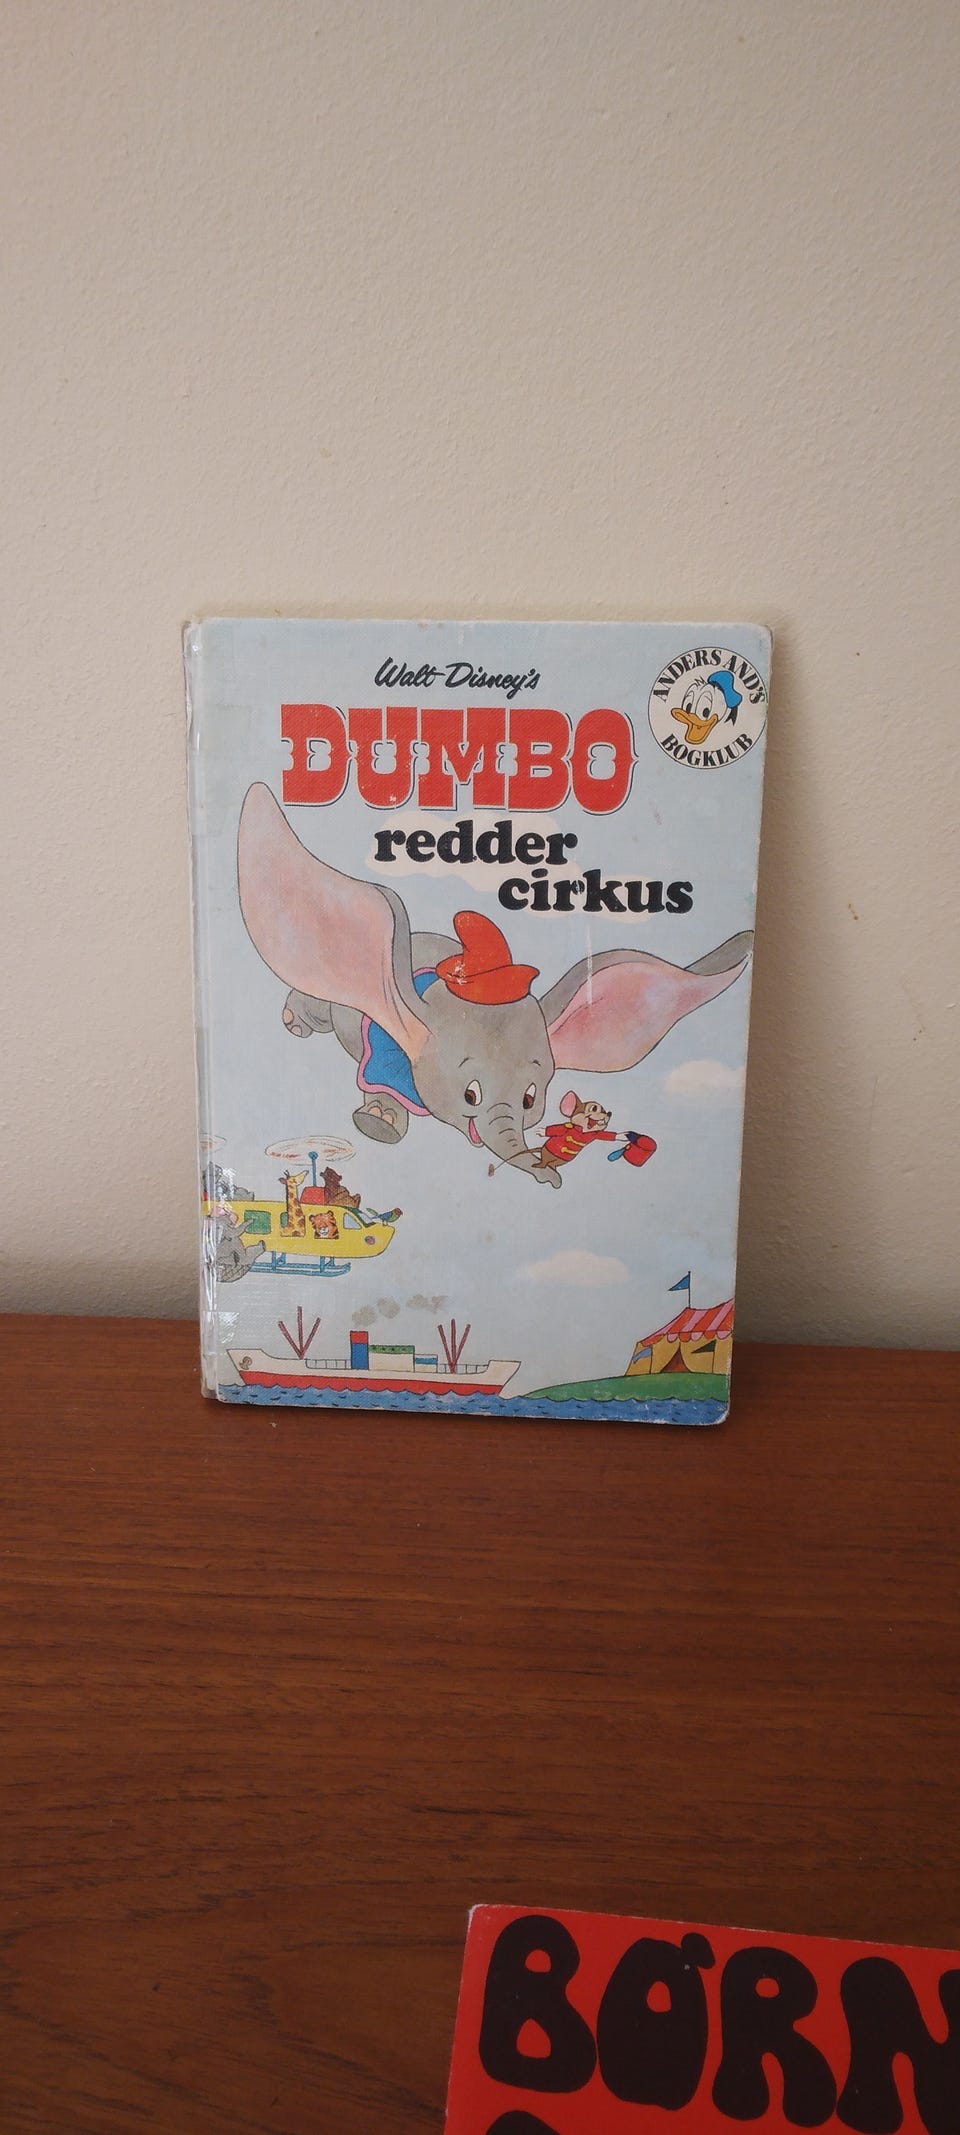 Walt Disney's
DUMBO
redder
cirkus
ANDERS AND'S
BOGKLUB
BØRN